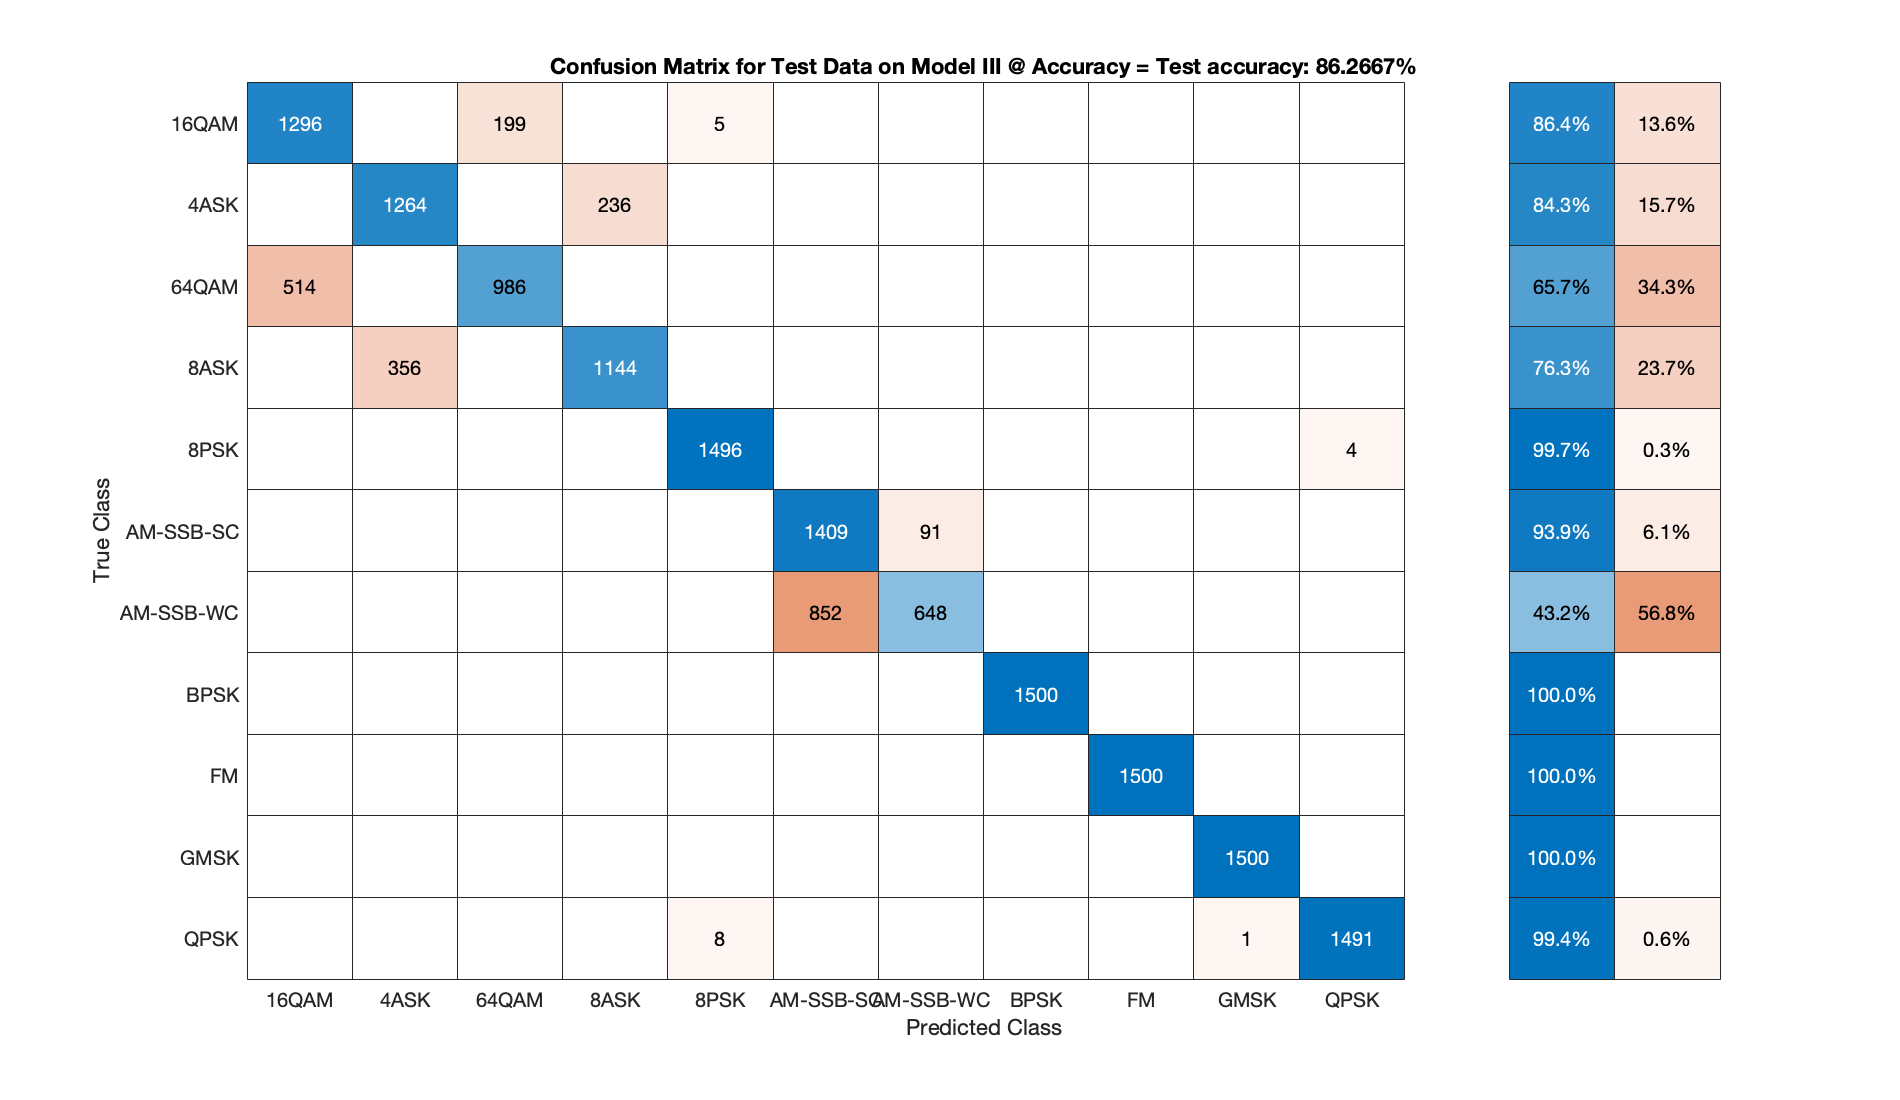 Confusion Matrix for Test Data on Model III @ Accuracy = Test accuracy: 86.2667%
16QAM 1296 199 5 86.4% 13.6%
4ASK 1264 236 84.3% 15.7%
64QAM 514 986 65.7% 34.3%
8ASK 356 1144 76.3% 23.7%
8PSK 1496 4 99.7% 0.3%
AM-SSB-SC 1409 91 93.9% 6.1%
AM-SSB-WC 852 648 43.2% 56.8%
BPSK 1500 100.0%
FM 1500 100.0%
GMSK 1500 100.0%
QPSK 8 1 1491 99.4% 0.6%
True Class
16QAM 4ASK 64QAM 8ASK 8PSK AM-SSB-SC AM-SSB-WC BPSK FM GMSK QPSK
Predicted Class